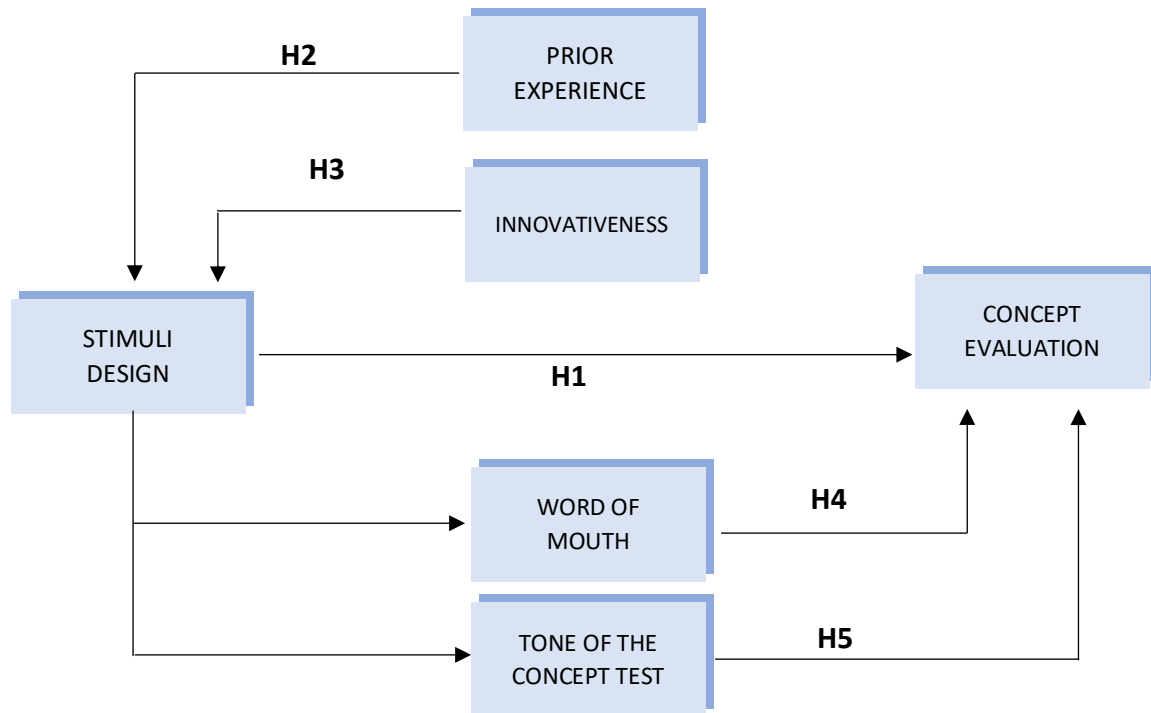 H2
PRIOR
EXPERIENCE
H3
INNOVATIVENESS
STIMULI
DESIGN
H1
CONCEPT
EVALUATION
WORD OF
MOUTH
H4
TONE OF THE
CONCEPT TEST
H5